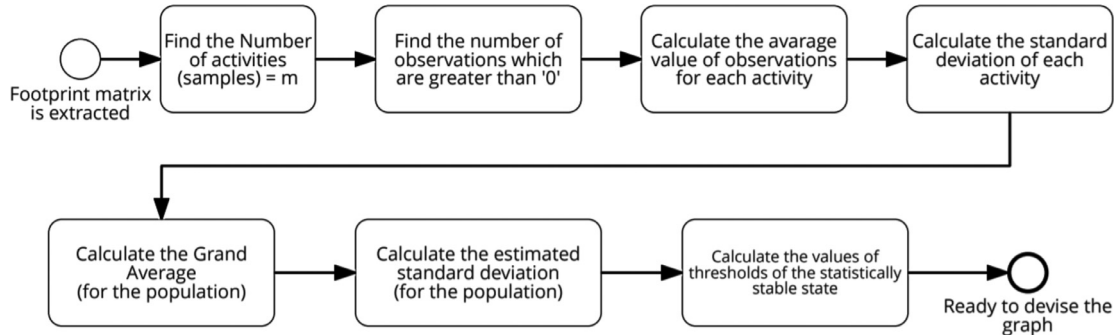 Footprint matrix
is extracted
Find the Number
of activities
(samples) = m
Find the number of
observations which
are greater than '0'
Calculate the avarage
value of observations
for each activity
Calculate the standard
deviation of each
activity
Calculate the Grand
Average
(for the population)
Calculate the estimated
standard deviation
(for the population)
Calculate the values of
thresholds of the statistically
stable state
Ready to devise the
graph